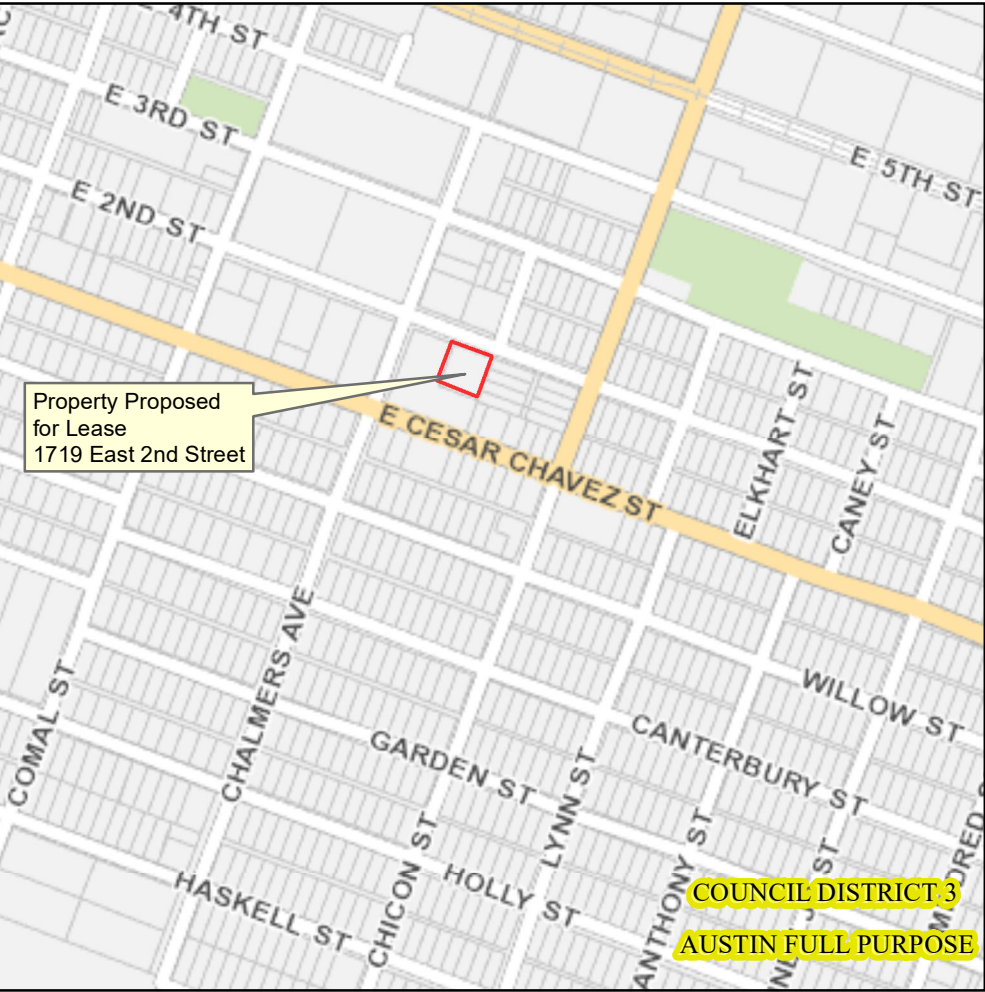 E 4TH ST
E 3RD ST
E 5TH ST
E 2ND ST
Property Proposed
for Lease
1719 East 2nd Street
E CESAR CHAVEZ ST
ELKHART ST
CANEY ST
CHALMERS AVE
COMAL ST
WILLOW ST
CANTERBURY ST
GARDEN ST
LYNN ST
CHICON ST
HOLLY ST
ANTHONY ST
HASKELL ST
ST
COUNCIL DISTRICT 3
AUSTIN FULL PURPOSE